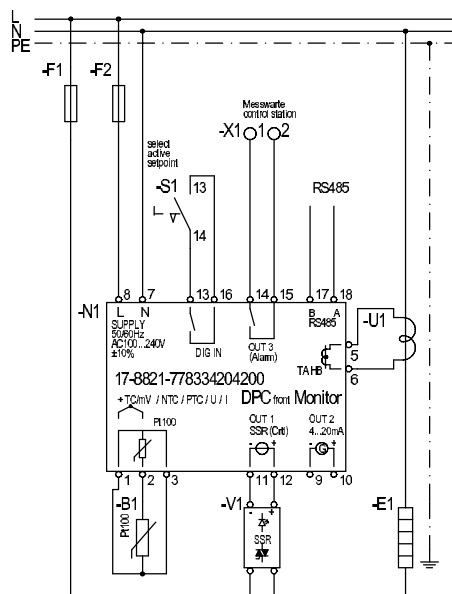 L
N
PE
-F1
-F2
Messwarte
control station
-X1 1 2
select
active
setpoint
-S1 13
14
RS485
8 7 13 16 14 15 17 18
-N1
L N
B A
SUPPLY
50/60Hz
AC100...240V
±10%
DIG IN
OUT 3
(Alarm)
RS485
-U1
5
TAHB
6
17-8821-778334204200 DPC front Monitor
+ TC/mV / NTC / PTC / U / I
Pt100
OUT 1
SSR (Crtl)
OUT 2
4...20mA
- +
- +
G
1 2 3 11 12 9 10
-B1
Pt100
-V1
- +
SSR
-E1